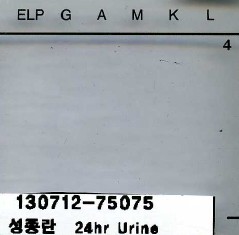 ELP G A M K L
4
130712-75075
성종란 24hr Urine